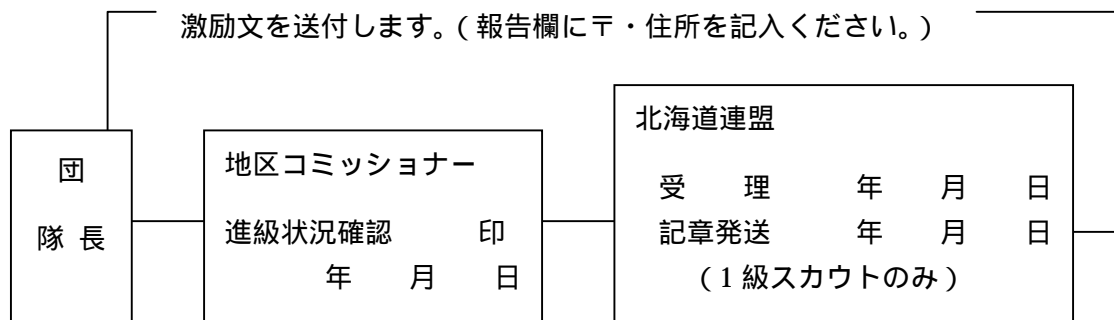 激励文を送付します。(報告欄に〒・住所を記入ください。)
団
隊 長
地区コミッショナー
進級状況確認 印
年 月 日
北海道連盟
受 理 年 月 日
記章発送 年 月 日
(1級スカウトのみ)